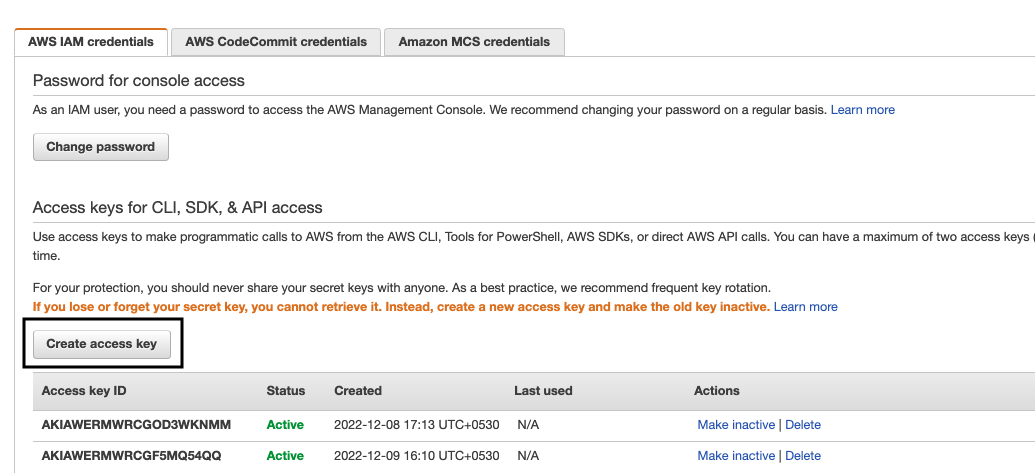 AWS IAM credentials AWS CodeCommit credentials Amazon MCS credentials
Password for console access
As an IAM user, you need a password to access the AWS Management Console. We recommend changing your password on a regular basis. Learn more
Change password
Access keys for CLI, SDK, & API access
Use access keys to make programmatic calls to AWS from the AWS CLI, Tools for PowerShell, AWS SDKs, or direct AWS API calls. You can have a maximum of two access keys (
time.
For your protection, you should never share your secret keys with anyone. As a best practice, we recommend frequent key rotation.
If you lose or forget your secret key, you cannot retrieve it. Instead, create a new access key and make the old key inactive. Learn more
Create access key
Access key ID Status Created Last used Actions
AKIAWERMWRCGOD3WKNMM Active 2022-12-08 17:13 UTC+0530 N/A Make inactive | Delete
AKIAWERMWRCGF5MQ54QQ Active 2022-12-09 16:10 UTC+0530 N/A Make inactive | Delete